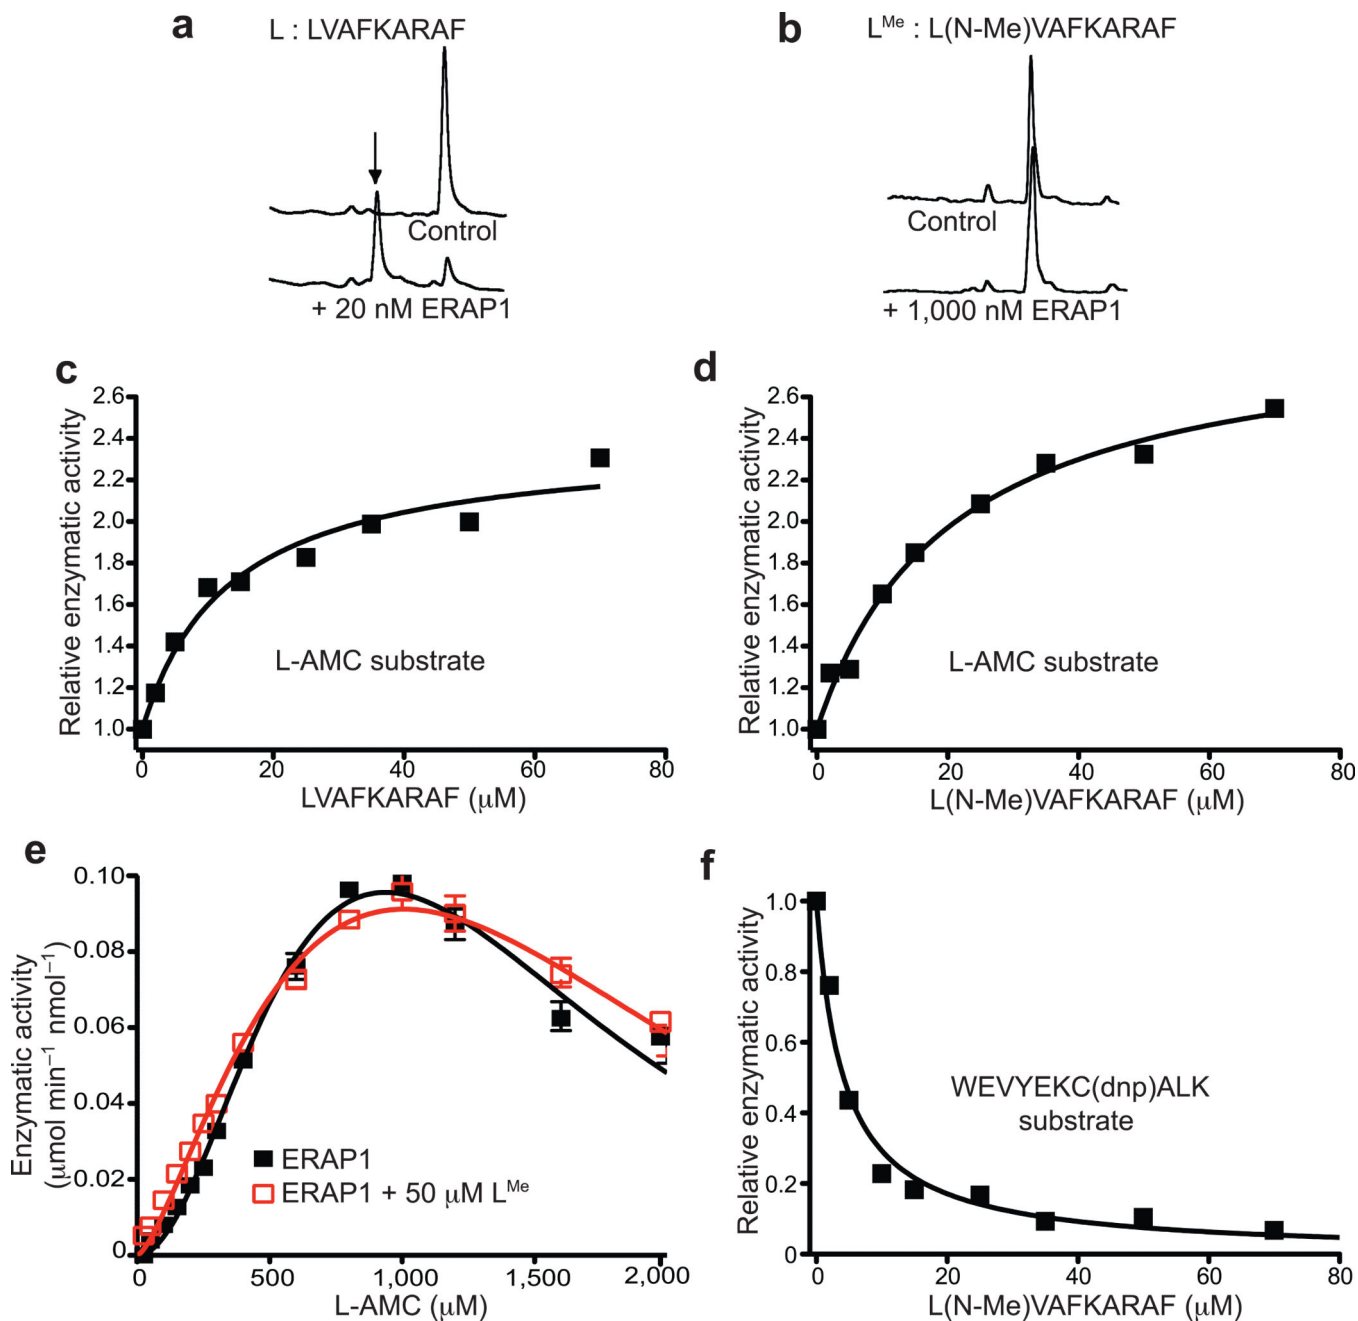 a
L : LVAFKARAF
Control
+ 20 nM ERAP1
b
L^Me : L(N-Me)VAFKARAF
Control
+ 1,000 nM ERAP1
c
Relative enzymatic activity
2.6
2.4
2.2
2.0
1.8
1.6
1.4
1.2
1.0
L-AMC substrate
0 20 40 60 80
LVAFKARAF (μM)
d
Relative enzymatic activity
2.6
2.4
2.2
2.0
1.8
1.6
1.4
1.2
1.0
L-AMC substrate
0 20 40 60 80
L(N-Me)VAFKARAF (μM)
e
Enzymatic activity
(μmol min⁻¹ nmol⁻¹)
0.10
0.08
0.06
0.04
0.02
0
ERAP1
ERAP1 + 50 μM L^Me
0 500 1,000 1,500 2,000
L-AMC (μM)
f
Relative enzymatic activity
1.0
0.8
0.6
0.4
0.2
0
WEVYEKC(dnp)ALK
substrate
0 20 40 60 80
L(N-Me)VAFKARAF (μM)